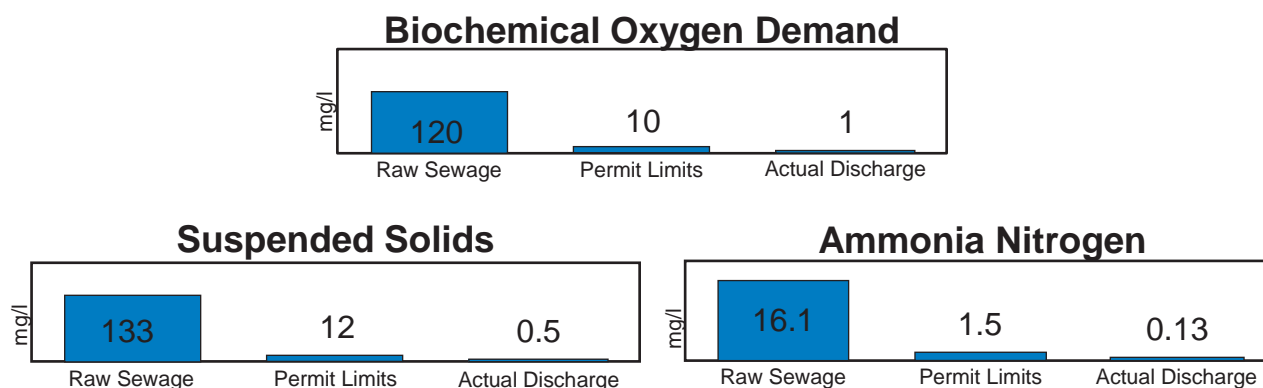 Biochemical Oxygen Demand
mg/l
120
10
1
Raw Sewage
Permit Limits
Actual Discharge
Suspended Solids
mg/l
133
12
0.5
Raw Sewage
Permit Limits
Actual Discharge
Ammonia Nitrogen
mg/l
16.1
1.5
0.13
Raw Sewage
Permit Limits
Actual Discharge